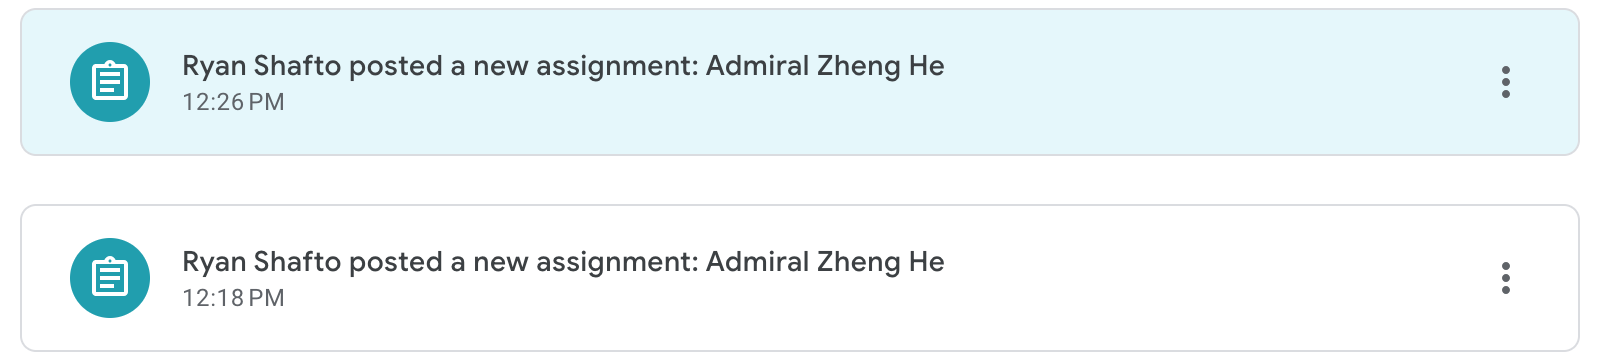 Ryan Shafto posted a new assignment: Admiral Zheng He
12:26 PM
Ryan Shafto posted a new assignment: Admiral Zheng He
12:18 PM